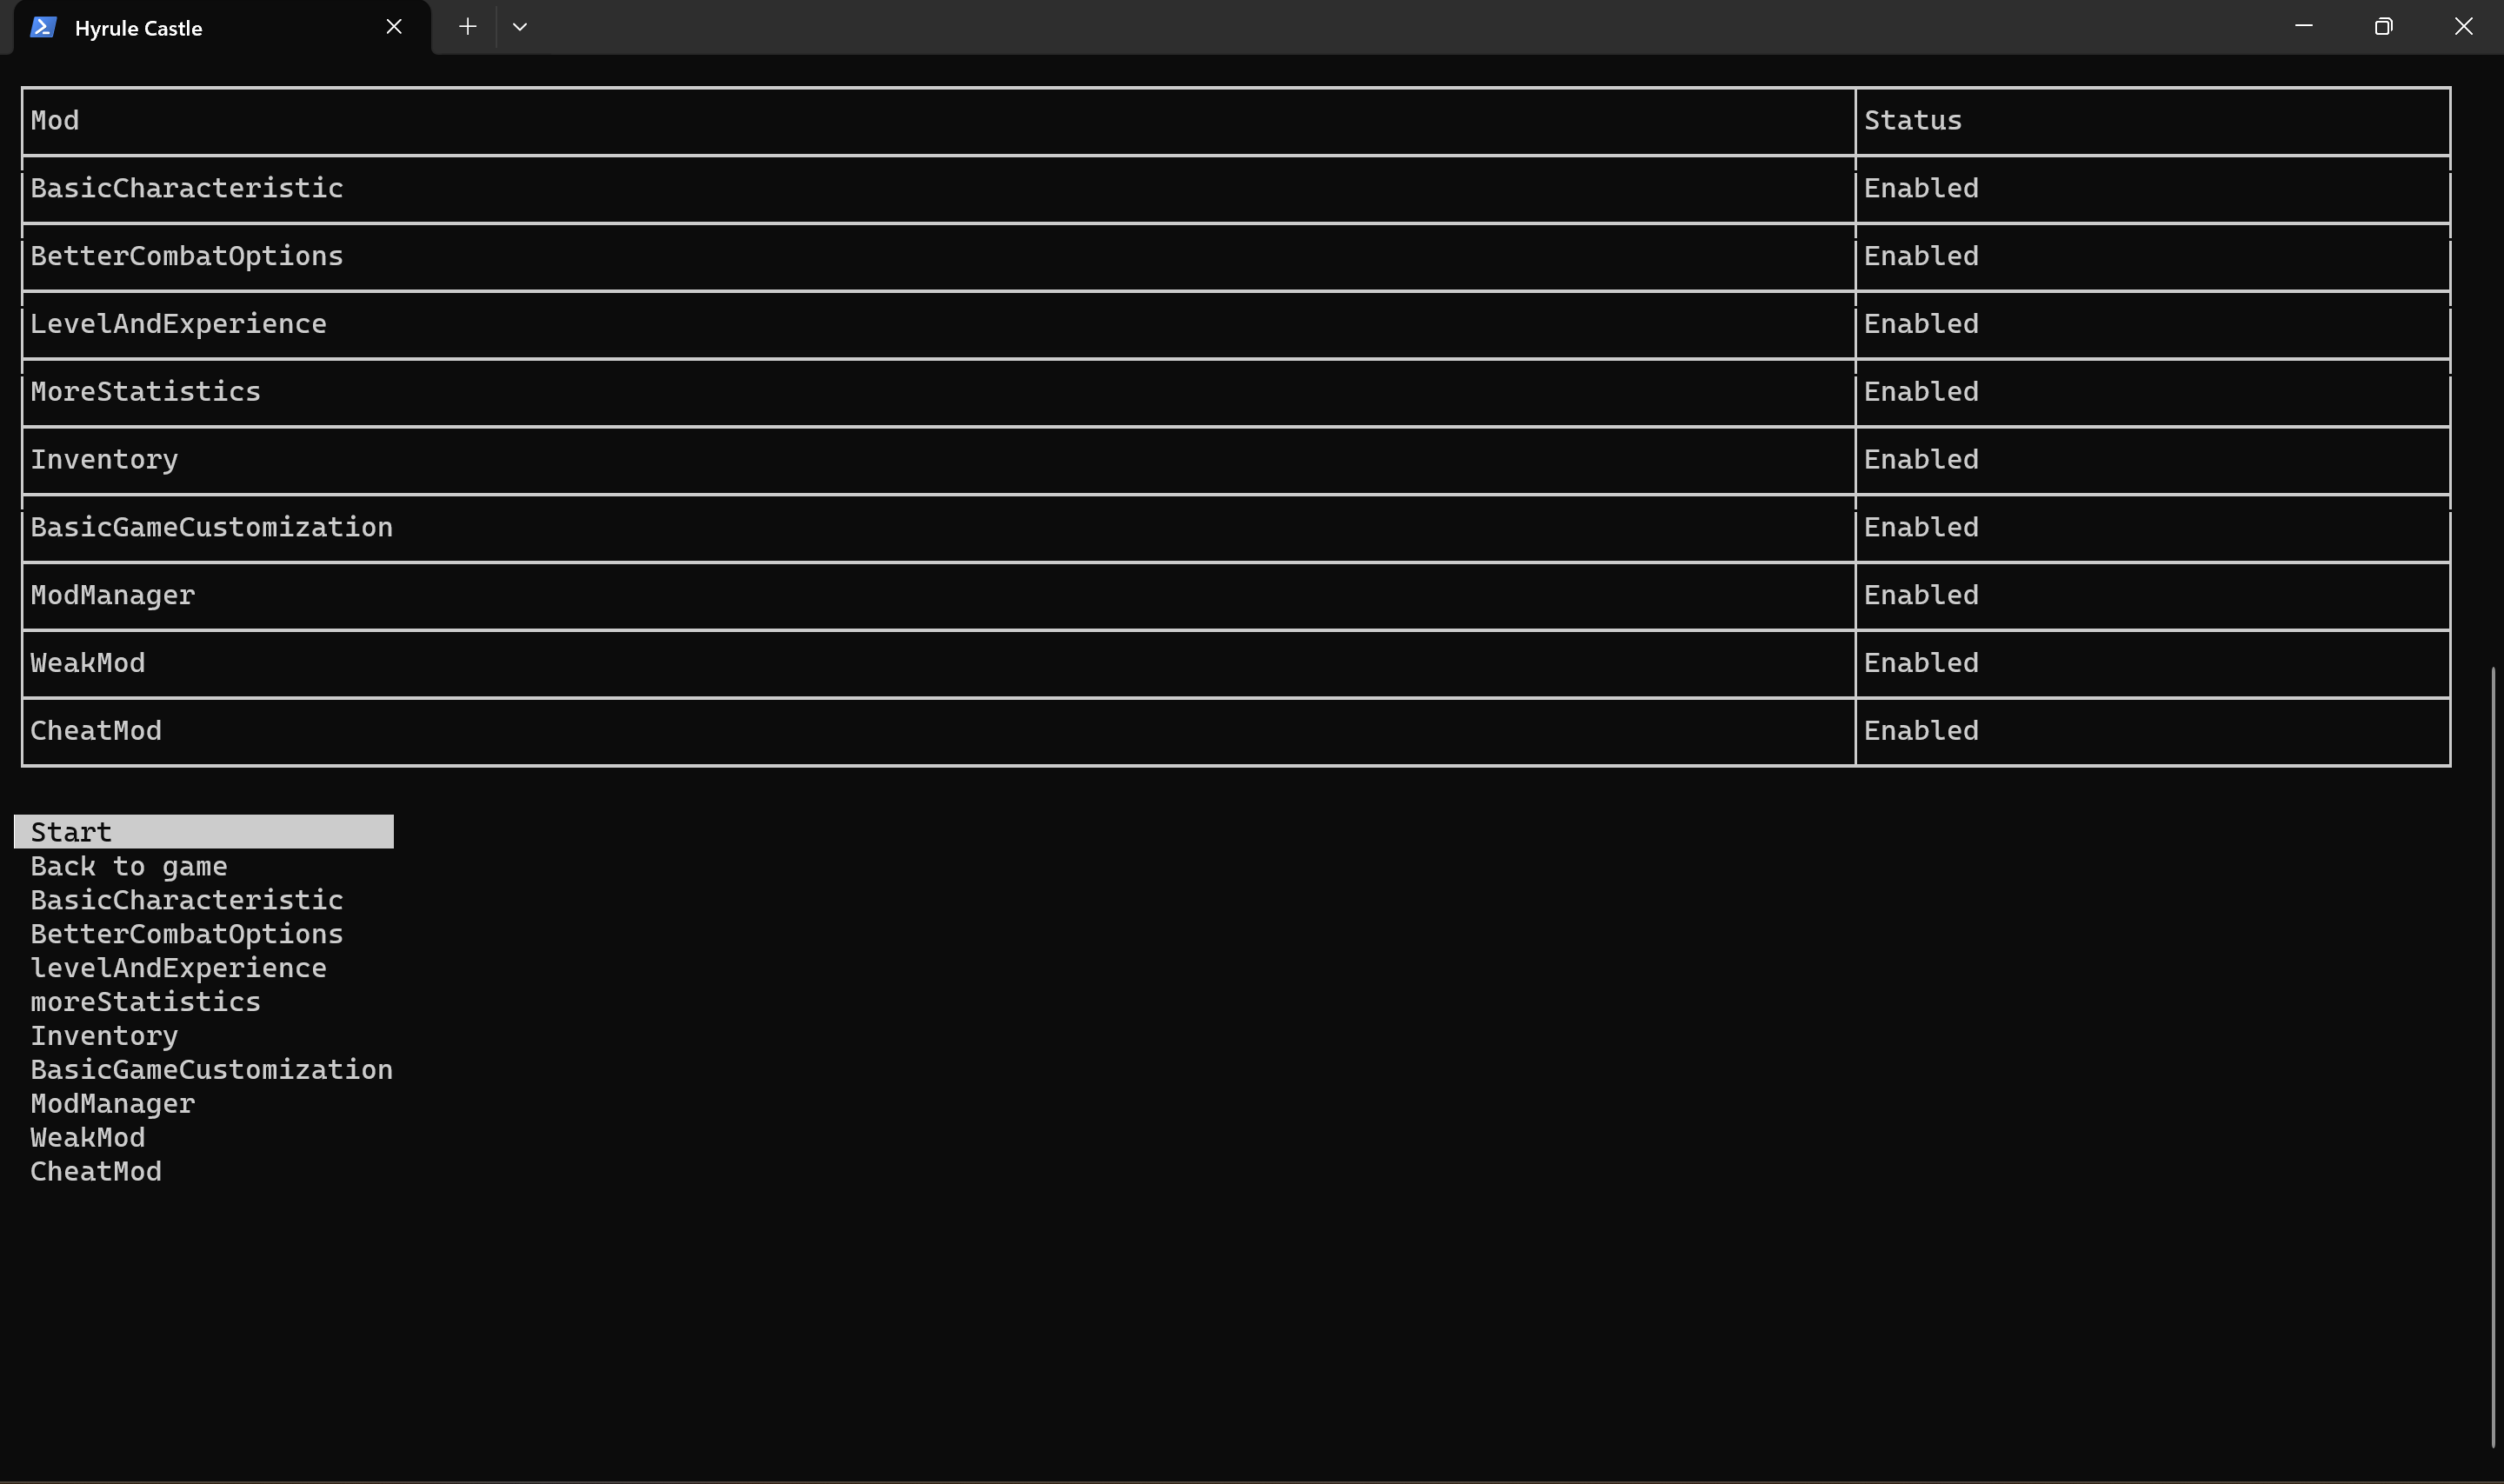 Hyrule Castle
Mod Status
BasicCharacteristic Enabled
BetterCombatOptions Enabled
LevelAndExperience Enabled
MoreStatistics Enabled
Inventory Enabled
BasicGameCustomization Enabled
ModManager Enabled
WeakMod Enabled
CheatMod Enabled
Start
Back to game
BasicCharacteristic
BetterCombatOptions
levelAndExperience
moreStatistics
Inventory
BasicGameCustomization
ModManager
WeakMod
CheatMod